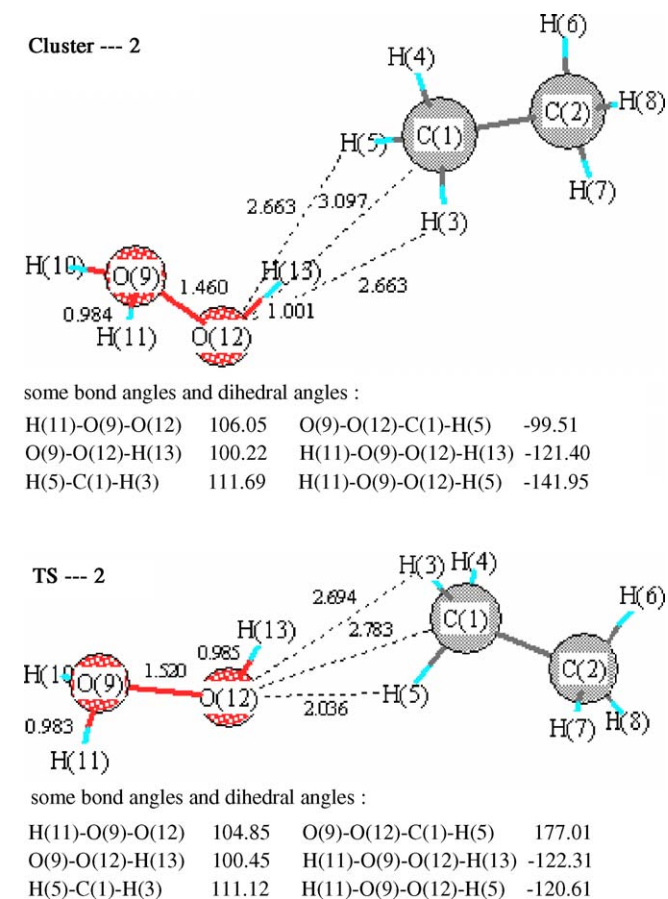 Cluster --- 2
H(6)
H(4)
C(2) H(8)
C(1)
H(5)
H(7)
2.663 3.097
H(3)
H(10) O(9) 1.460 H(13) 2.663
0.984 1.001
H(11) O(12)
some bond angles and dihedral angles :
H(11)-O(9)-O(12) 106.05 O(9)-O(12)-C(1)-H(5) -99.51
O(9)-O(12)-H(13) 100.22 H(11)-O(9)-O(12)-H(13) -121.40
H(5)-C(1)-H(3) 111.69 H(11)-O(9)-O(12)-H(5) -141.95
TS --- 2
H(3) H(4)
2.694 H(6)
H(13) 2.783 C(1)
0.985
H(10 O(9) 1.520 O(12) C(2)
H(5)
0.983 2.036
H(7) H(8)
H(11)
some bond angles and dihedral angles :
H(11)-O(9)-O(12) 104.85 O(9)-O(12)-C(1)-H(5) 177.01
O(9)-O(12)-H(13) 100.45 H(11)-O(9)-O(12)-H(13) -122.31
H(5)-C(1)-H(3) 111.12 H(11)-O(9)-O(12)-H(5) -120.61